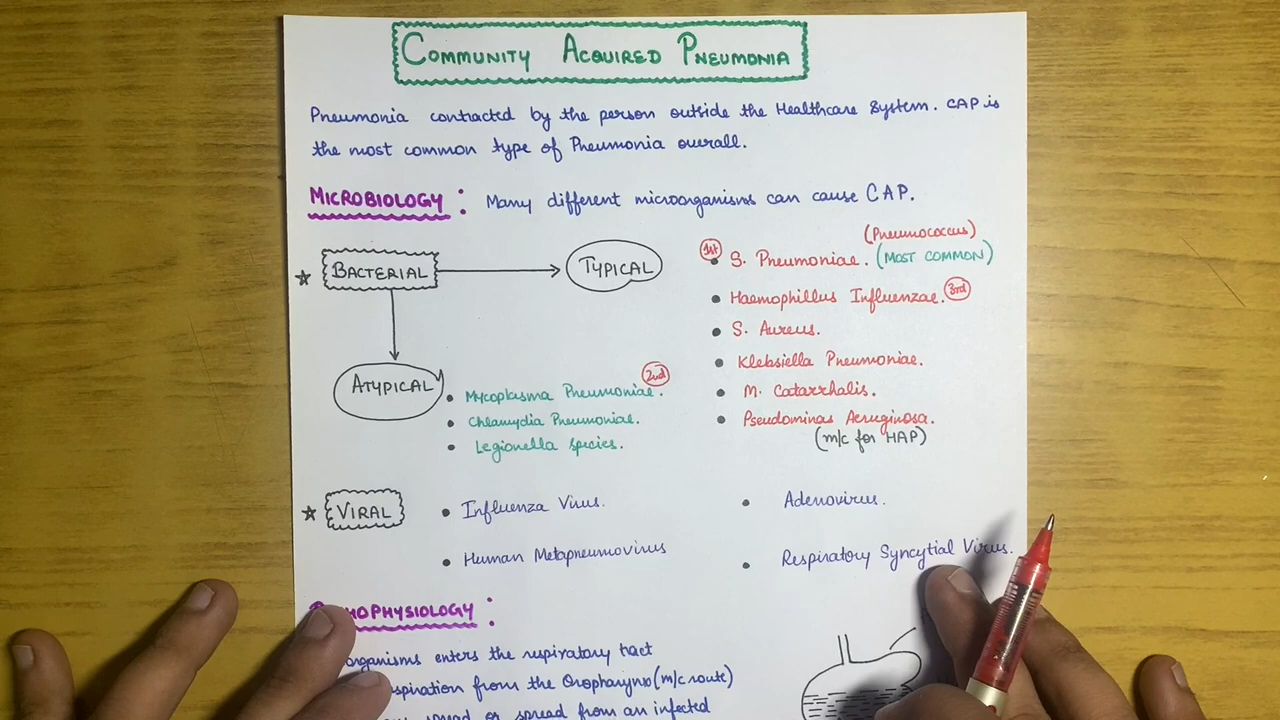 COMMUNITY ACQUIRED PNEUMONIA
Pneumonia contracted by the person outside the Healthcare System. CAP is
the most common type of Pneumonia overall.
MICROBIOLOGY : Many different microorganisms can cause CAP.
BACTERIAL
TYPICAL
(Pneumococcus)
1st S. Pneumoniae. (MOST COMMON)
Haemophillus Influenzae. 3rd
S. Aureus.
Klebsiella Pneumoniae.
M. Catarrhalis.
Pseudominas Aeruginosa.
(m/c for HAP)
ATYPICAL
Mycoplasma Pneumoniae. 2nd
Chlamydia Pneumoniae.
Legionella species.
VIRAL
Influenza Virus.
Adenovirus.
Human Metapneumovirus
Respiratory Syncytial Virus.
HOPHYSIOLOGY :
organisms enters the respiratory tract
spiration from the Oropharynx (m/c route)
spread or spread from an infected